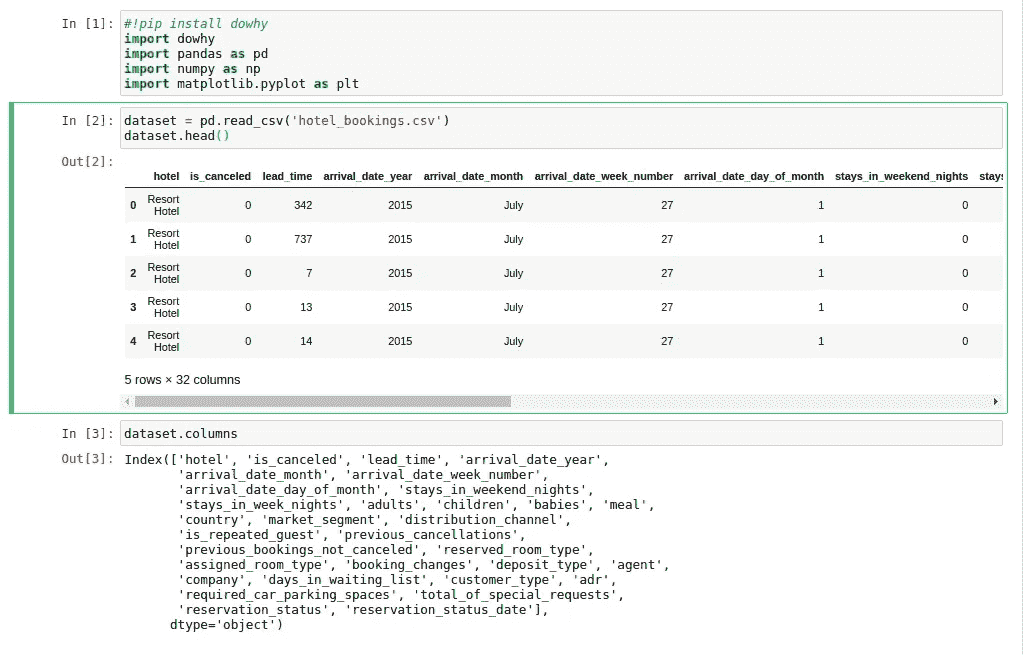 In [1]: #!pip install dowhy
import dowhy
import pandas as pd
import numpy as np
import matplotlib.pyplot as plt
In [2]: dataset = pd.read_csv('hotel_bookings.csv')
dataset.head()
Out[2]:
hotel is_canceled lead_time arrival_date_year arrival_date_month arrival_date_week_number arrival_date_day_of_month stays_in_weekend_nights stays
0 Resort Hotel 0 342 2015 July 27 1 0
1 Resort Hotel 0 737 2015 July 27 1 0
2 Resort Hotel 0 7 2015 July 27 1 0
3 Resort Hotel 0 13 2015 July 27 1 0
4 Resort Hotel 0 14 2015 July 27 1 0
5 rows × 32 columns
In [3]: dataset.columns
Out[3]: Index(['hotel', 'is_canceled', 'lead_time', 'arrival_date_year',
'arrival_date_month', 'arrival_date_week_number',
'arrival_date_day_of_month', 'stays_in_weekend_nights',
'stays_in_week_nights', 'adults', 'children', 'babies', 'meal',
'country', 'market_segment', 'distribution_channel',
'is_repeated_guest', 'previous_cancellations',
'previous_bookings_not_canceled', 'reserved_room_type',
'assigned_room_type', 'booking_changes', 'deposit_type', 'agent',
'company', 'days_in_waiting_list', 'customer_type', 'adr',
'required_car_parking_spaces', 'total_of_special_requests',
'reservation_status', 'reservation_status_date'],
dtype='object')